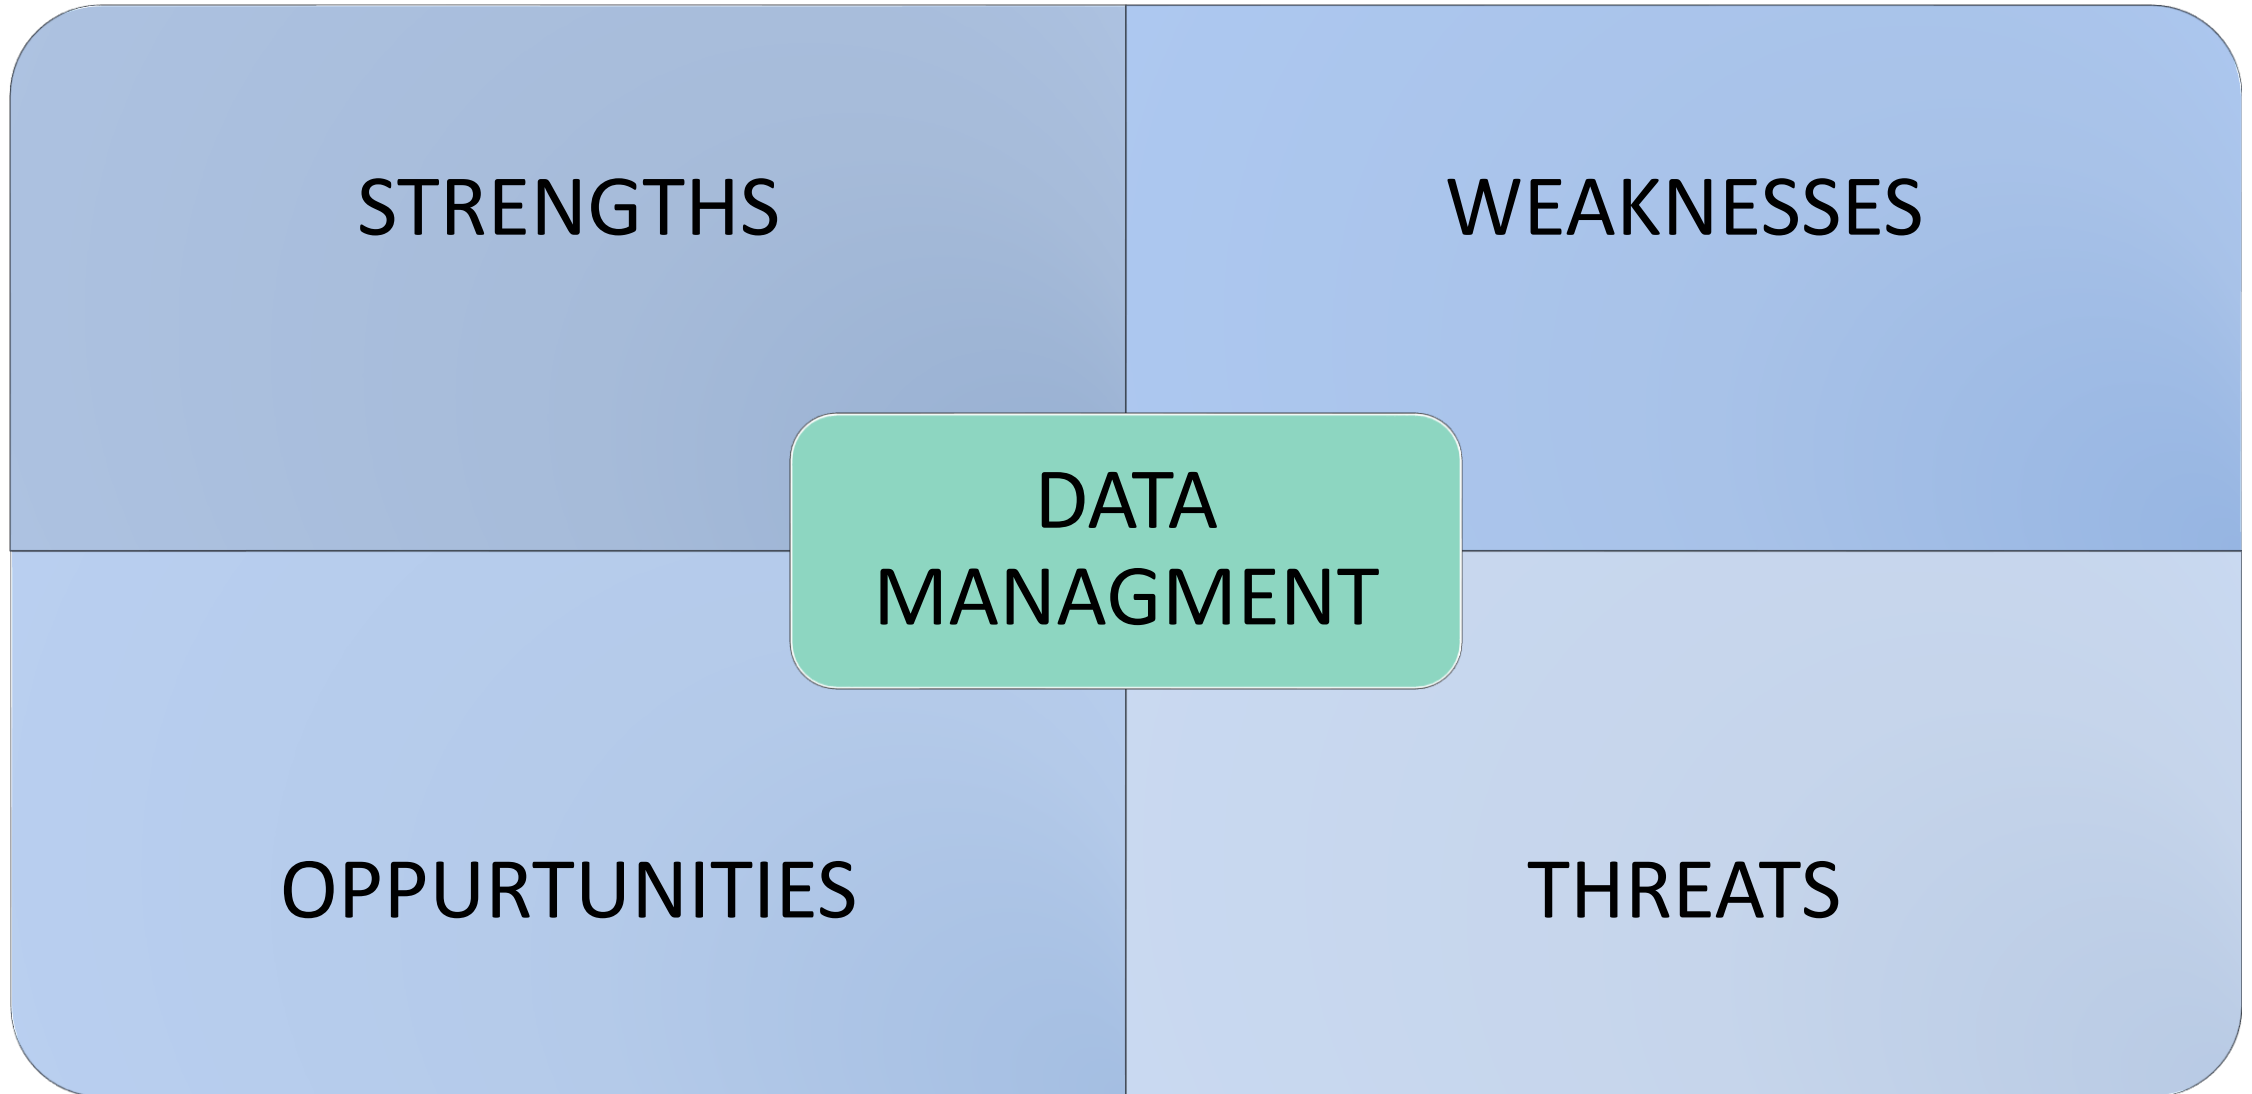 STRENGTHS
WEAKNESSES
DATA
MANAGMENT
OPPURTUNITIES
THREATS